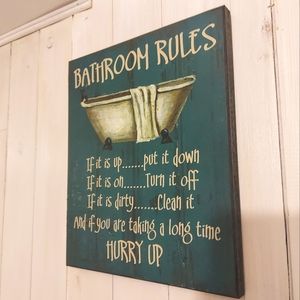 BATHROOM RULES
If it is up.......put it down
If it is on.......Turn it off
If it is dirty.......Clean it
And if you are taking a long time
HURRY UP